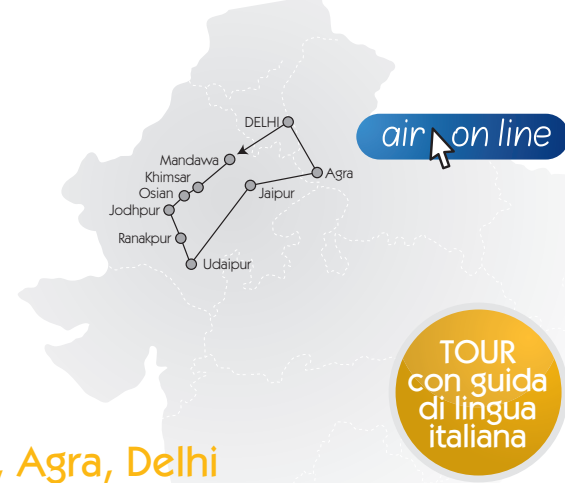 DELHI
air on line
Mandawa
Agra
Khimsar
Osian
Jaipur
Jodhpur
Ranakpur
Udaipur
TOUR
con guida
di lingua
italiana
, Agra, Delhi